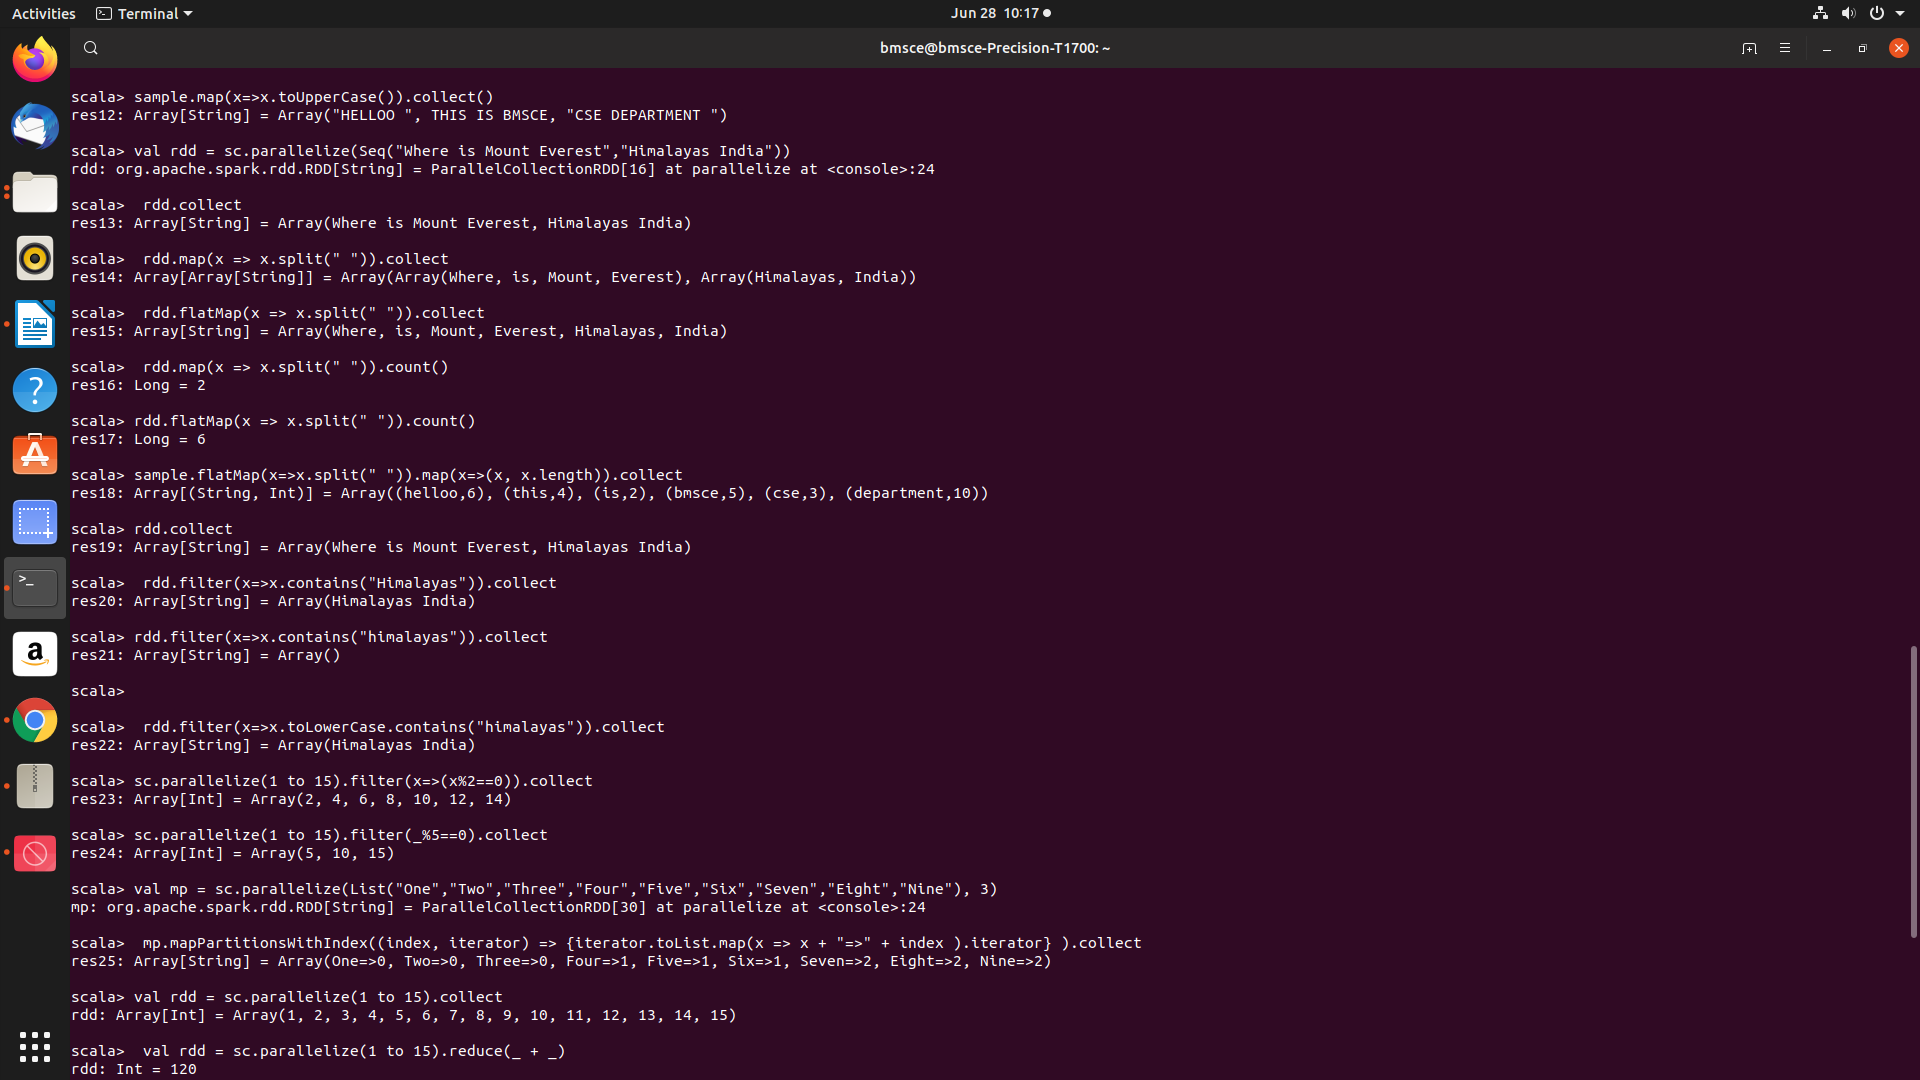 Activities Terminal Jun 28 10:17
bmsce@bmsce-Precision-T1700: ~
scala> sample.map(x=>x.toUpperCase()).collect()
res12: Array[String] = Array("HELLOO ", THIS IS BMSCE, "CSE DEPARTMENT ")
scala> val rdd = sc.parallelize(Seq("Where is Mount Everest","Himalayas India"))
rdd: org.apache.spark.rdd.RDD[String] = ParallelCollectionRDD[16] at parallelize at <console>:24
scala>  rdd.collect
res13: Array[String] = Array(Where is Mount Everest, Himalayas India)
scala>  rdd.map(x => x.split(" ")).collect
res14: Array[Array[String]] = Array(Array(Where, is, Mount, Everest), Array(Himalayas, India))
scala>  rdd.flatMap(x => x.split(" ")).collect
res15: Array[String] = Array(Where, is, Mount, Everest, Himalayas, India)
scala>  rdd.map(x => x.split(" ")).count()
res16: Long = 2
scala> rdd.flatMap(x => x.split(" ")).count()
res17: Long = 6
scala> sample.flatMap(x=>x.split(" ")).map(x=>(x, x.length)).collect
res18: Array[(String, Int)] = Array((helloo,6), (this,4), (is,2), (bmsce,5), (cse,3), (department,10))
scala> rdd.collect
res19: Array[String] = Array(Where is Mount Everest, Himalayas India)
scala>  rdd.filter(x=>x.contains("Himalayas")).collect
res20: Array[String] = Array(Himalayas India)
scala> rdd.filter(x=>x.contains("himalayas")).collect
res21: Array[String] = Array()
scala>
scala>  rdd.filter(x=>x.toLowerCase.contains("himalayas")).collect
res22: Array[String] = Array(Himalayas India)
scala> sc.parallelize(1 to 15).filter(x=>(x%2==0)).collect
res23: Array[Int] = Array(2, 4, 6, 8, 10, 12, 14)
scala> sc.parallelize(1 to 15).filter(_%5==0).collect
res24: Array[Int] = Array(5, 10, 15)
scala> val mp = sc.parallelize(List("One","Two","Three","Four","Five","Six","Seven","Eight","Nine"), 3)
mp: org.apache.spark.rdd.RDD[String] = ParallelCollectionRDD[30] at parallelize at <console>:24
scala>  mp.mapPartitionsWithIndex((index, iterator) => {iterator.toList.map(x => x + "=>" + index ).iterator} ).collect
res25: Array[String] = Array(One=>0, Two=>0, Three=>0, Four=>1, Five=>1, Six=>1, Seven=>2, Eight=>2, Nine=>2)
scala> val rdd = sc.parallelize(1 to 15).collect
rdd: Array[Int] = Array(1, 2, 3, 4, 5, 6, 7, 8, 9, 10, 11, 12, 13, 14, 15)
scala>  val rdd = sc.parallelize(1 to 15).reduce(_ + _)
rdd: Int = 120